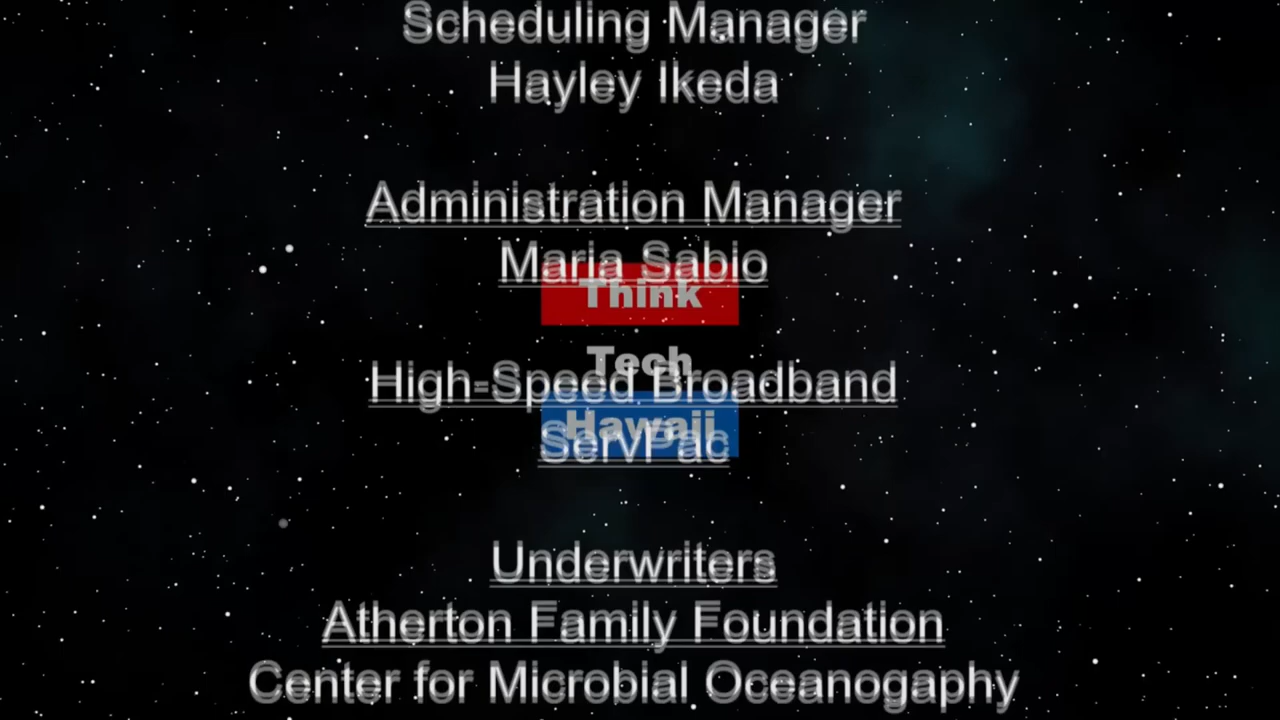 Scheduling Manager
Hayley Ikeda
Administration Manager
Maria Sabio
Think
Tech
High-Speed Broadband
Hawaii
ServPac
Underwriters
Atherton Family Foundation
Center for Microbial Oceanogaphy